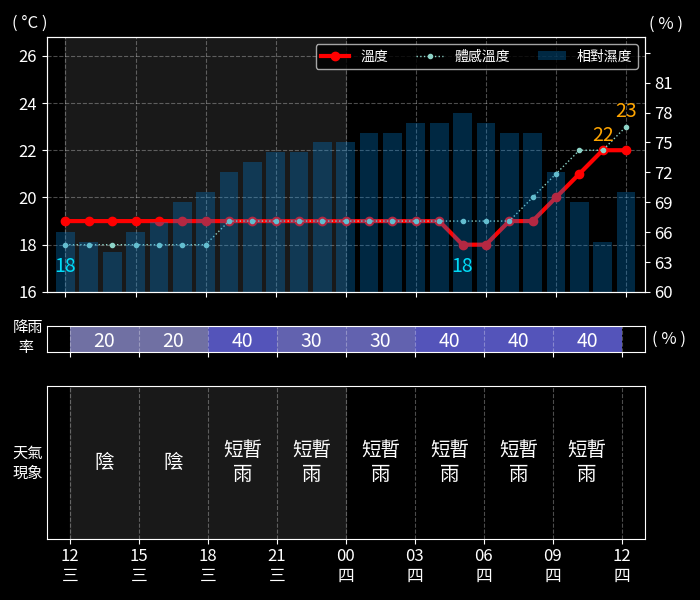 ( °C )
( % )
溫度 體感溫度 相對濕度
26
24
22
20
18
16
81
78
75
72
69
66
63
60
18
18
22
23
降雨
率
20 20 40 30 30 40 40 40
( % )
天氣
現象
陰 陰 短暫 短暫 短暫 短暫 短暫 短暫
雨 雨 雨 雨 雨 雨
12 15 18 21 00 03 06 09 12
三 三 三 三 四 四 四 四 四